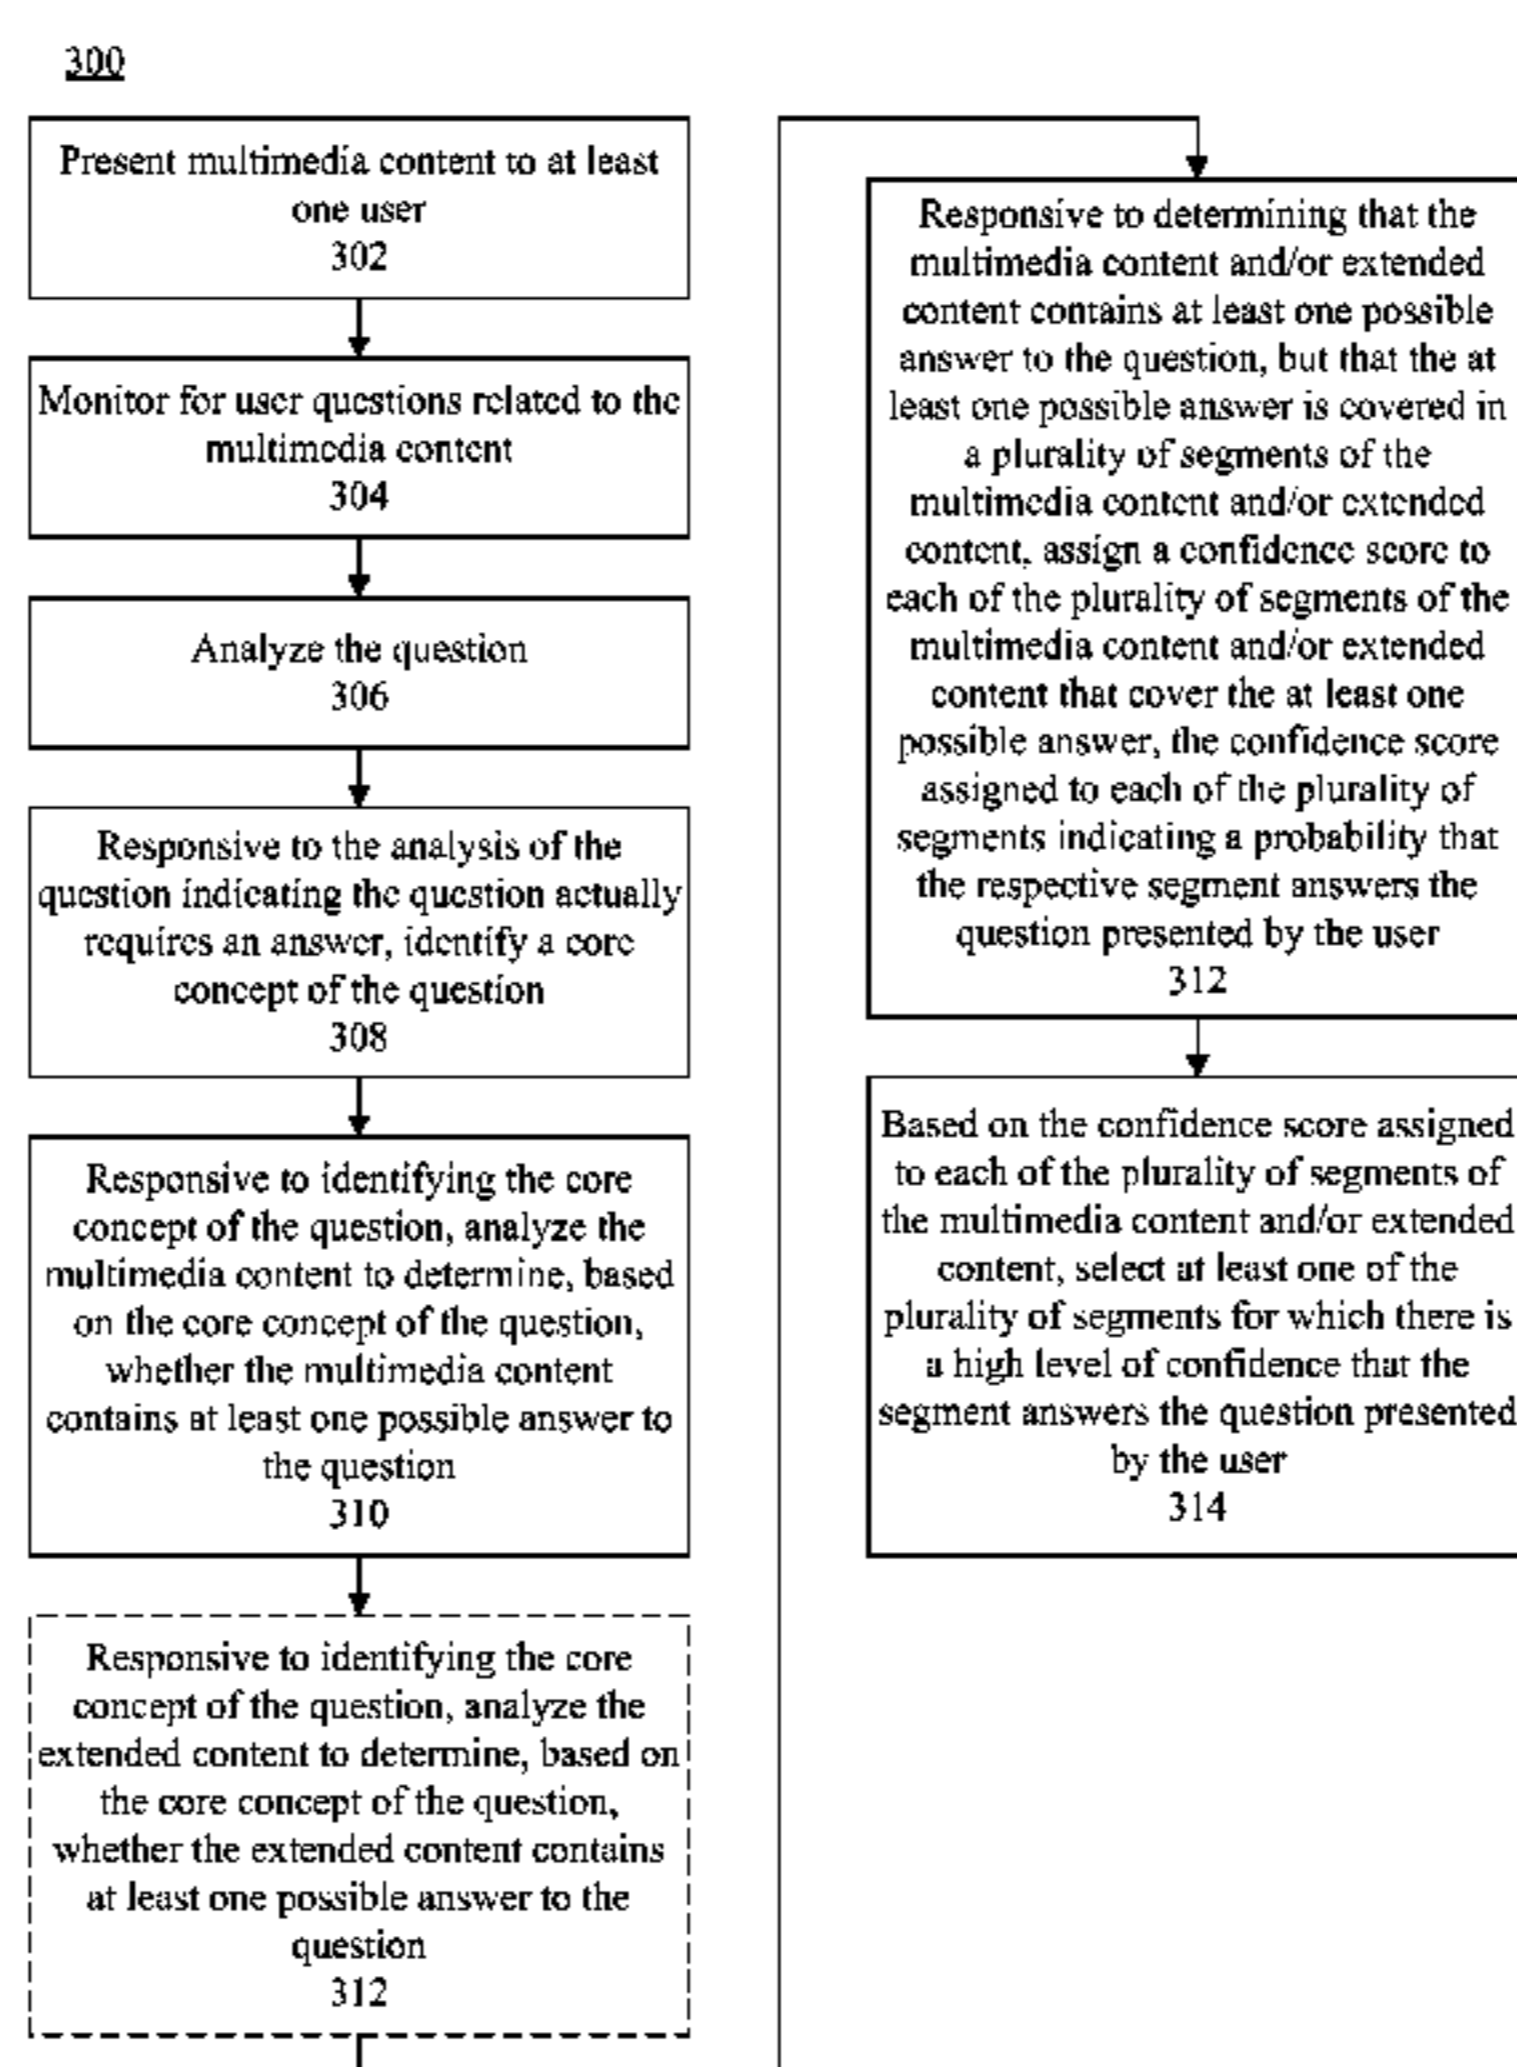 300
Present multimedia content to at least
one user
302
Monitor for user questions related to the
multimedia content
304
Analyze the question
306
Responsive to the analysis of the
question indicating the question actually
requires an answer, identify a core
concept of the question
308
Responsive to identifying the core
concept of the question, analyze the
multimedia content to determine, based
on the core concept of the question,
whether the multimedia content
contains at least one possible answer to
the question
310
Responsive to identifying the core
concept of the question, analyze the
extended content to determine, based on
the core concept of the question,
whether the extended content contains
at least one possible answer to the
question
312
Responsive to determining that the
multimedia content and/or extended
content contains at least one possible
answer to the question, but that the at
least one possible answer is covered in
a plurality of segments of the
multimedia content and/or extended
content, assign a confidence score to
each of the plurality of segments of the
multimedia content and/or extended
content that cover the at least one
possible answer, the confidence score
assigned to each of the plurality of
segments indicating a probability that
the respective segment answers the
question presented by the user
312
Based on the confidence score assigned
to each of the plurality of segments of
the multimedia content and/or extended
content, select at least one of the
plurality of segments for which there is
a high level of confidence that the
segment answers the question presented
by the user
314